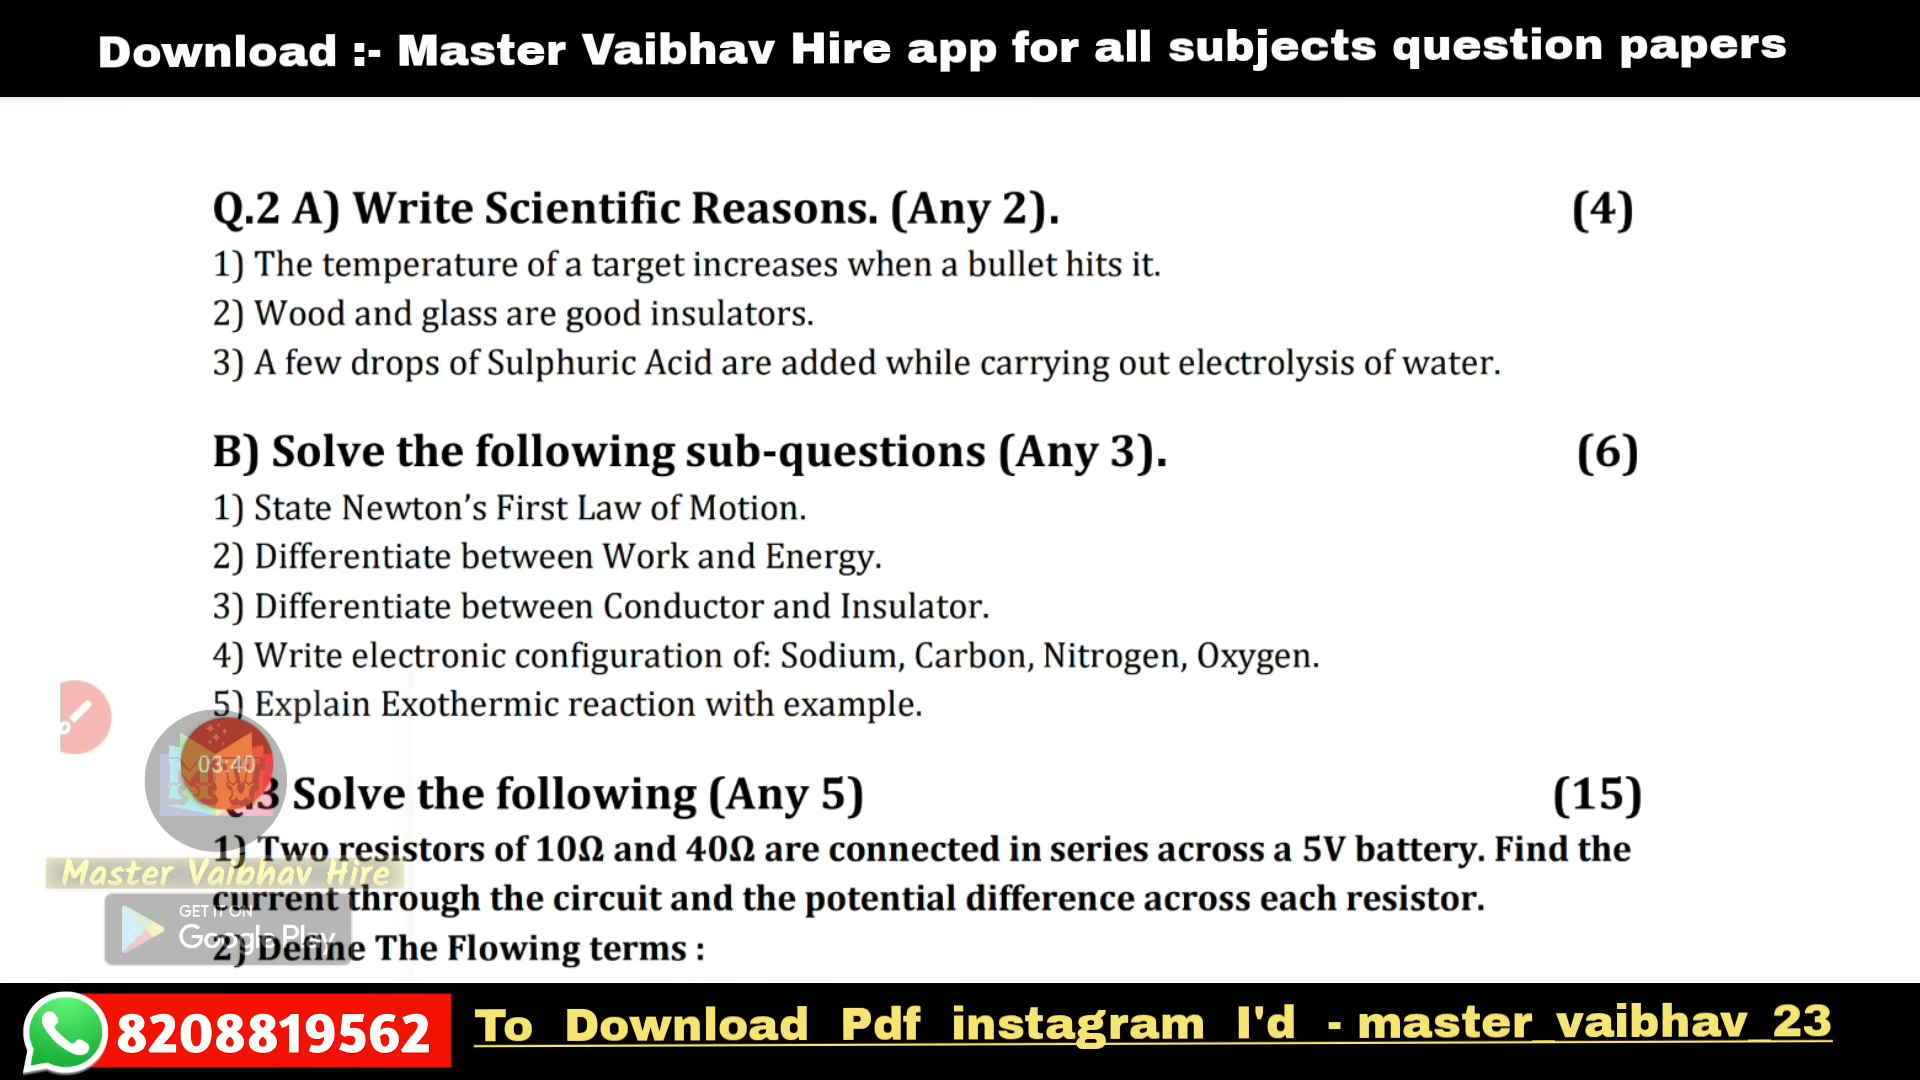 Download :- Master Vaibhav Hire app for all subjects question papers
Q.2 A) Write Scientific Reasons. (Any 2). (4)
1) The temperature of a target increases when a bullet hits it.
2) Wood and glass are good insulators.
3) A few drops of Sulphuric Acid are added while carrying out electrolysis of water.
B) Solve the following sub-questions (Any 3). (6)
1) State Newton’s First Law of Motion.
2) Differentiate between Work and Energy.
3) Differentiate between Conductor and Insulator.
4) Write electronic configuration of: Sodium, Carbon, Nitrogen, Oxygen.
5) Explain Exothermic reaction with example.
03:40
.3 Solve the following (Any 5) (15)
1) Two resistors of 10Ω and 40Ω are connected in series across a 5V battery. Find the
Master Vaibhav Hire
current through the circuit and the potential difference across each resistor.
GET IT ON
Google Play
2) Define The Flowing terms :
8208819562
To Download Pdf instagram I'd - master_vaibhav_23